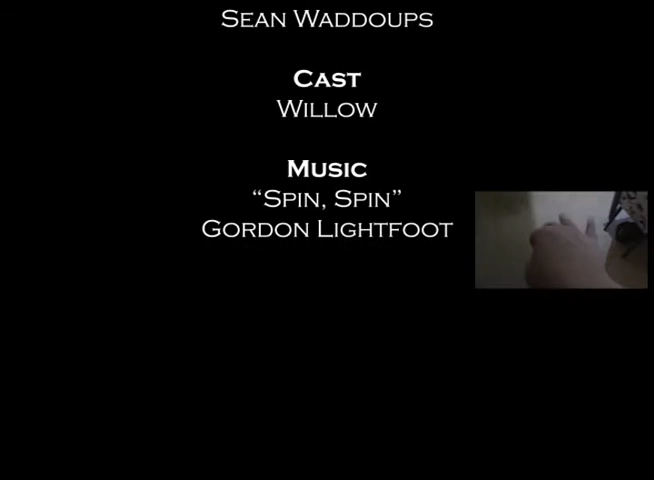 SEAN WADDOUPS
CAST
WILLOW
MUSIC
“SPIN, SPIN”
GORDON LIGHTFOOT